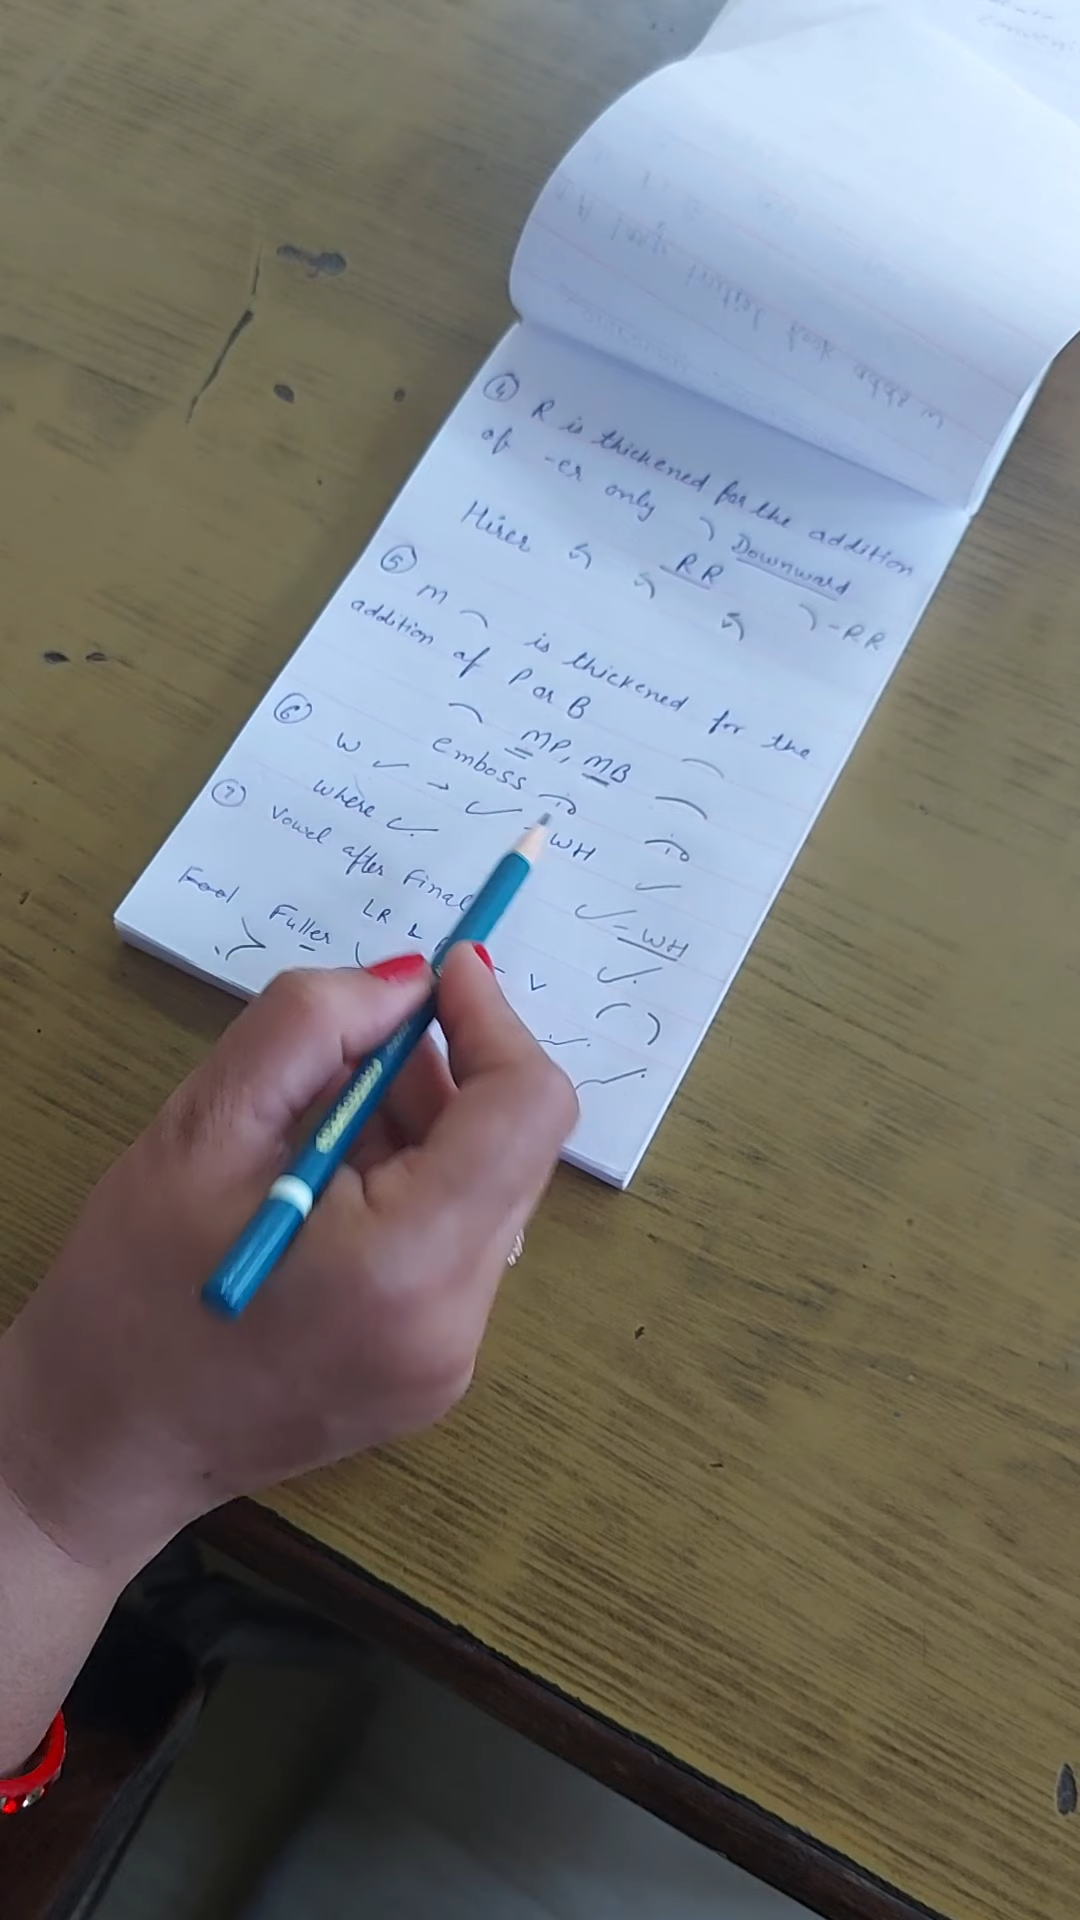 ④ R is thickened for the addition
of -er only
Downward
Hirer RR -RR
⑤ M is thickened for the
addition of P or B
MP, MB
emboss
⑥ W → - WH
where - WH
⑦ Vowel after Final
LR L
Fool Fuller